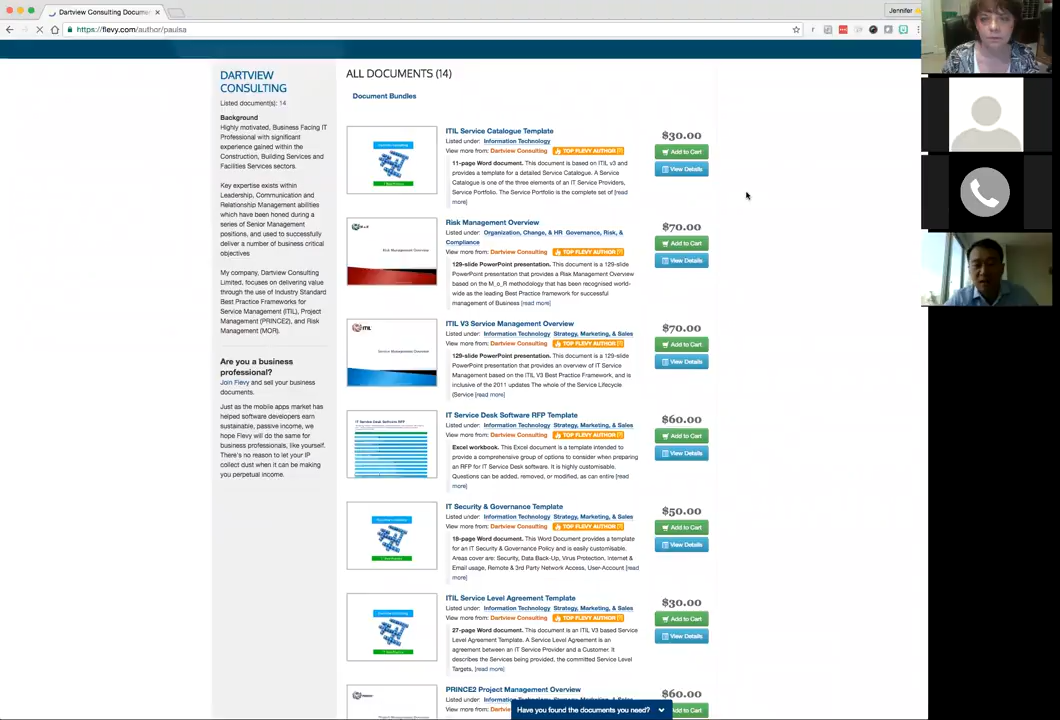 Dartview Consulting Docume
Jennifer
https://flevy.com/author/paulsa
DARTVIEW
CONSULTING
Listed document(s): 14
Background
Highly motivated, Business Facing IT
Professional with significant
experience gained within the
Construction, Building Services and
Facilities Services sectors.
Key expertise exists within
Leadership, Communication and
Relationship Management abilities
which have been honed during a
series of Senior Management
positions, and used to successfully
deliver a number of business critical
objectives
My company, Dartview Consulting
Limited, focuses on delivering value
through the use of Industry Standard
Best Practice Frameworks for
Service Management (ITIL), Project
Management (PRINCE2), and Risk
Management (MOR).
Are you a business
professional?
Join Flevy and sell your business
documents.
Just as the mobile apps market has
helped software developers earn
sustainable, passive income, we
hope Flevy will do the same for
business professionals, like yourself.
There's no reason to let your IP
collect dust when it can be making
you perpetual income.
ALL DOCUMENTS (14)
Document Bundles
ITIL Service Catalogue Template
Listed under: Information Technology
View more from: Dartview Consulting TOP FLEVY AUTHOR
11-page Word document. This document is based on ITIL v3 and
provides a template for a detailed Service Catalogue. A Service
Catalogue is one of the three elements of an IT Service Providers,
Service Portfolio. The Service Portfolio is the complete set of [read
more]
$30.00
Add to Cart
View Details
Risk Management Overview
Risk Management Overview
Listed under: Organization, Change, & HR Governance, Risk, &
Compliance
View more from: Dartview Consulting TOP FLEVY AUTHOR
129-slide PowerPoint presentation. This document is a 129-slide
PowerPoint presentation that provides a Risk Management Overview
based on the M_o_R methodology that has been recognised world-
wide as the leading Best Practice framework for successful
management of Business [read more]
$70.00
Add to Cart
View Details
ITIL
Service Management Overview
ITIL V3 Service Management Overview
Listed under: Information Technology Strategy, Marketing, & Sales
View more from: Dartview Consulting TOP FLEVY AUTHOR
129-slide PowerPoint presentation. This document is a 129-slide
PowerPoint presentation that provides an overview of IT Service
Management based on the ITIL V3 Best Practice Framework, and is
inclusive of the 2011 updates The whole of the Service Lifecycle
(Service [read more]
$70.00
Add to Cart
View Details
IT Service Desk Software RFP
IT Service Desk Software RFP Template
Listed under: Information Technology Strategy, Marketing, & Sales
View more from: Dartview Consulting TOP FLEVY AUTHOR
Excel workbook. This Excel document is a template intended to
provide a comprehensive group of options to consider when preparing
an RFP for IT Service Desk software. It is highly customisable.
Questions can be added, removed, or modified, as can entire [read
more]
$60.00
Add to Cart
View Details
IT Security & Governance Template
Listed under: Information Technology Strategy, Marketing, & Sales
View more from: Dartview Consulting TOP FLEVY AUTHOR
18-page Word document. This Word Document provides a template
for an IT Security & Governance Policy and is easily customisable.
Areas cover are: Security, Data Back-Up, Virus Protection, Internet &
Email usage, Remote & 3rd Party Network Access, User-Account [read
more]
$50.00
Add to Cart
View Details
ITIL Service Level Agreement Template
Listed under: Information Technology Strategy, Marketing, & Sales
View more from: Dartview Consulting TOP FLEVY AUTHOR
27-page Word document. This document is an ITIL V3 based Service
Level Agreement Template. A Service Level Agreement is an
agreement between an IT Service Provider and a Customer. It
describes the Services being provided, the committed Service Level
Targets, [read more]
$30.00
Add to Cart
View Details
PRINCE2 Project Management Overview
Listed under: Information Technology Strategy, Marketing, & Sales
View more from: Dartvie
$60.00
Add to Cart
Have you found the documents you need?